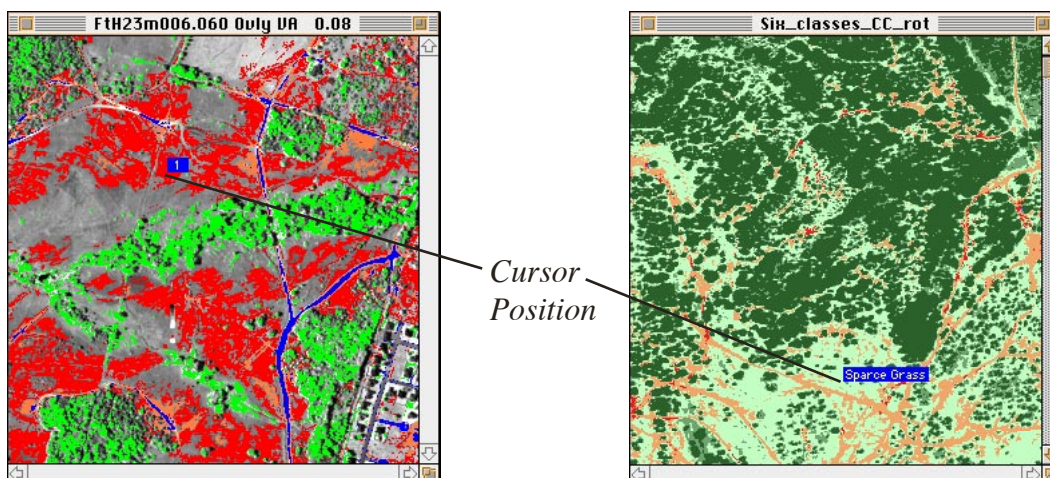 FtH23m006.060 Ovly VA 0.08
Six_classes_CC_rot
1
Cursor
Position
Sparce Grass